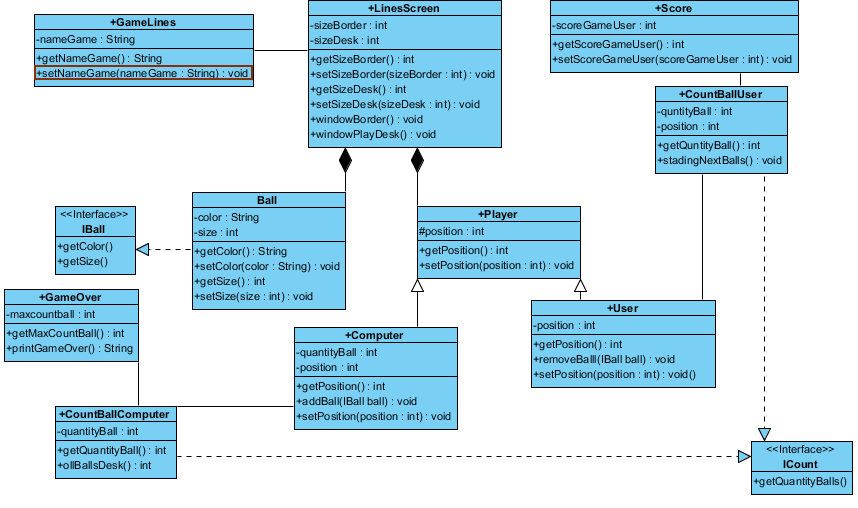 +GameLines
-nameGame : String
+getNameGame() : String
+setNameGame(nameGame : String) : void
+LinesScreen
-sizeBorder : int
-sizeDesk : int
+getSizeBorder() : int
+setSizeBorder(sizeBorder : int) : void
+getSizeDesk() : int
+setSizeDesk(sizeDesk : int) : void
+windowBorder() : void
+windowPlayDesk() : void
+Score
-scoreGameUser : int
+getScoreGameUser() : int
+setScoreGameUser(scoreGameUser : int) : void
+CountBallUser
-quntityBall : int
-position : int
+getQuntityBall() : int
+stadingNextBalls() : void
<<Interface>>
IBall
+getColor()
+getSize()
Ball
-color : String
-size : int
+getColor() : String
+setColor(color : String) : void
+getSize() : int
+setSize(size : int) : void
+Player
#position : int
+getPosition() : int
+setPosition(position : int) : void
+GameOver
-maxcountball : int
+getMaxCountBall() : int
+printGameOver() : String
+Computer
-quantityBall : int
-position : int
+getPosition() : int
+addBall(IBall ball) : void
+setPosition(position : int) : void
+User
-position : int
+getPosition() : int
+removeBalll(IBall ball) : void
+setPosition(position : int) : void()
+CountBallComputer
-quantityBall : int
+getQuantityBall() : int
+ollBallsDesk() : int
<<Interface>>
ICount
+getQuantityBalls()